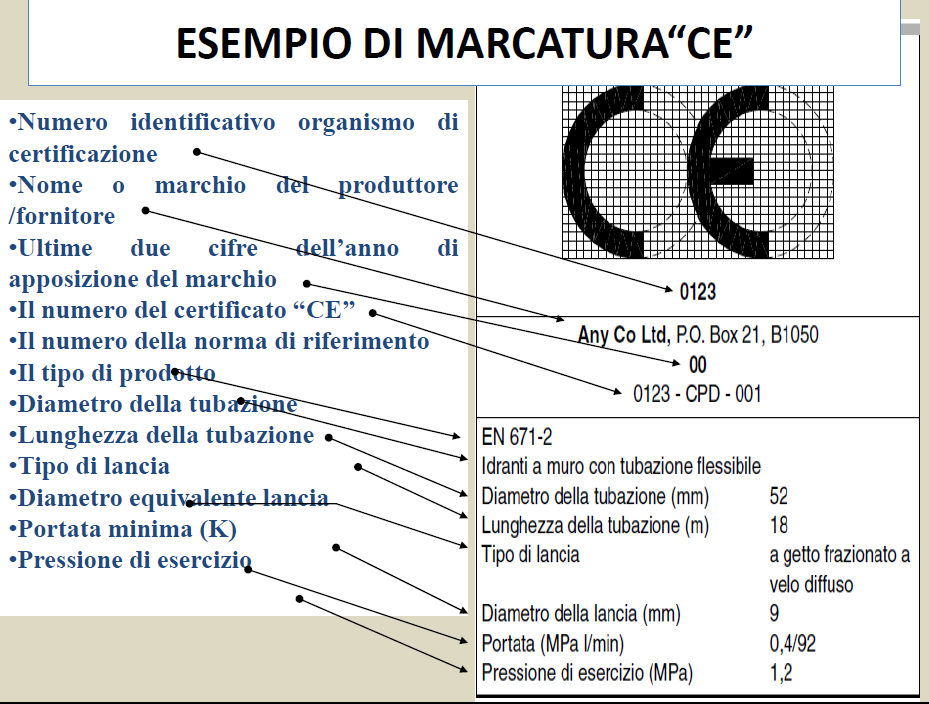 ESEMPIO DI MARCATURA“CE”
•Numero identificativo organismo di
certificazione
•Nome o marchio del produttore
/fornitore
•Ultime due cifre dell’anno di
apposizione del marchio
•Il numero del certificato “CE”
•Il numero della norma di riferimento
•Il tipo di prodotto
•Diametro della tubazione
•Lunghezza della tubazione
•Tipo di lancia
•Diametro equivalente lancia
•Portata minima (K)
•Pressione di esercizio
CE
0123
Any Co Ltd, P.O. Box 21, B1050
00
0123 - CPD - 001
EN 671-2
Idranti a muro con tubazione flessibile
Diametro della tubazione (mm) 52
Lunghezza della tubazione (m) 18
Tipo di lancia a getto frazionato a
velo diffuso
Diametro della lancia (mm) 9
Portata (MPa l/min) 0,4/92
Pressione di esercizio (MPa) 1,2